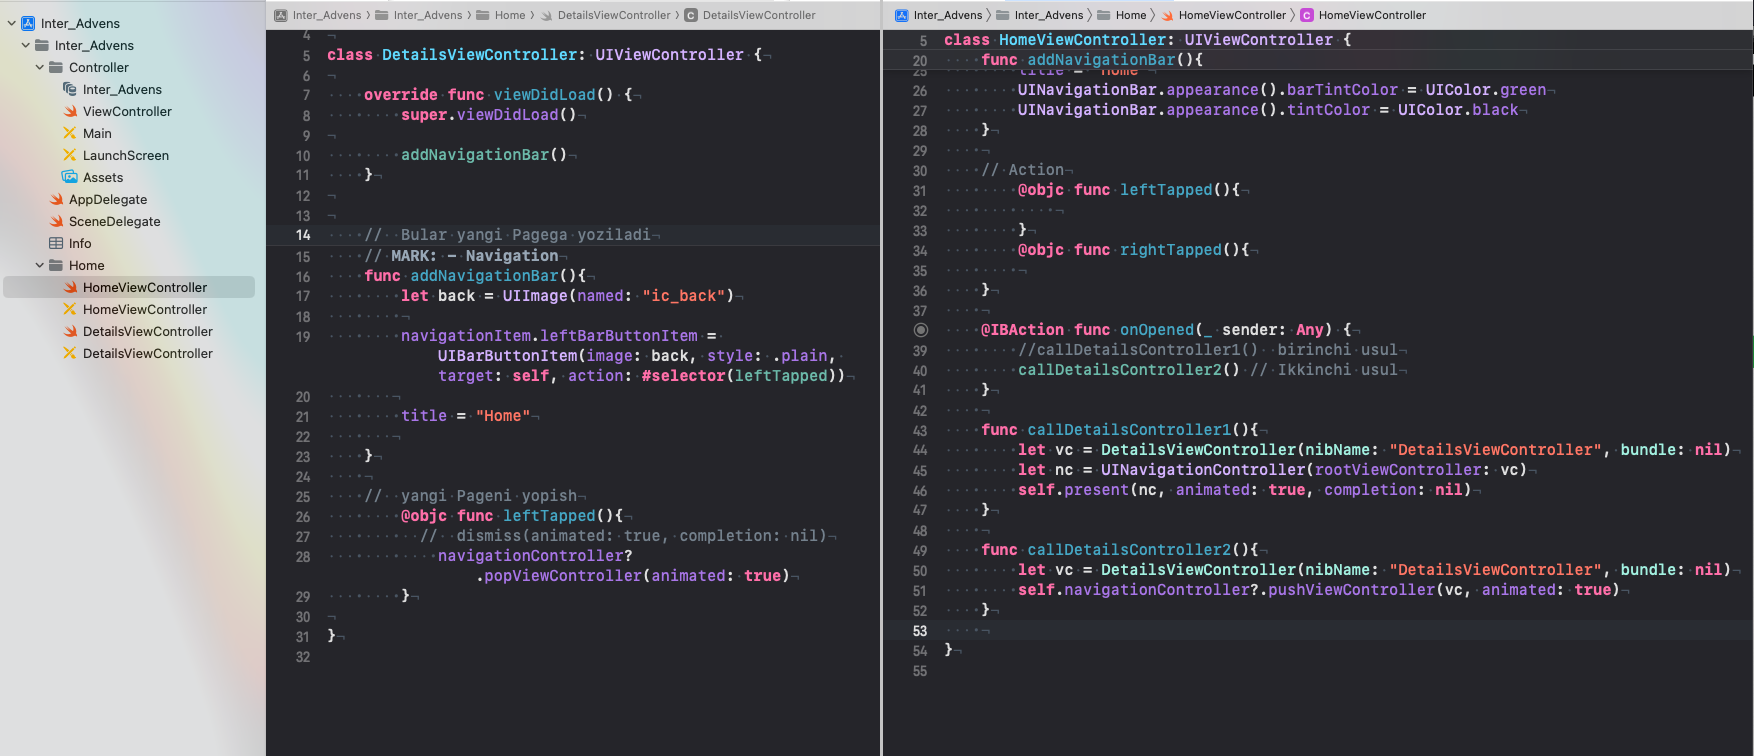 Inter_Advens
Inter_Advens
Controller
Inter_Advens
ViewController
Main
LaunchScreen
Assets
AppDelegate
SceneDelegate
Info
Home
HomeViewController
HomeViewController
DetailsViewController
DetailsViewController
Inter_Advens 〉 Inter_Advens 〉 Home 〉 DetailsViewController 〉 C DetailsViewController
4
5 class DetailsViewController: UIViewController {
6
7 override func viewDidLoad() {
8 super.viewDidLoad()
9
10 addNavigationBar()
11 }
12
13
14 //  Bular yangi Pagega yoziladi
15 // MARK: - Navigation
16 func addNavigationBar(){
17 let back = UIImage(named: "ic_back")
18
19 navigationItem.leftBarButtonItem =
UIBarButtonItem(image: back, style: .plain,
target: self, action: #selector(leftTapped))
20
21 title = "Home"
22
23 }
24
25 //  yangi Pageni yopish
26 @objc func leftTapped(){
27 //  dismiss(animated: true, completion: nil)
28 navigationController?
.popViewController(animated: true)
29 }
30
31 }
32
Inter_Advens 〉 Inter_Advens 〉 Home 〉 HomeViewController 〉 C HomeViewController
5 class HomeViewController: UIViewController {
20 func addNavigationBar(){
25 title = "Home"
26 UINavigationBar.appearance().barTintColor = UIColor.green
27 UINavigationBar.appearance().tintColor = UIColor.black
28 }
29
30 // Action
31 @objc func leftTapped(){
32
33 }
34 @objc func rightTapped(){
35
36 }
37
@IBAction func onOpened(_ sender: Any) {
39 //callDetailsController1()  birinchi usul
40 callDetailsController2() // Ikkinchi usul
41 }
42
43 func callDetailsController1(){
44 let vc = DetailsViewController(nibName: "DetailsViewController", bundle: nil)
45 let nc = UINavigationController(rootViewController: vc)
46 self.present(nc, animated: true, completion: nil)
47 }
48
49 func callDetailsController2(){
50 let vc = DetailsViewController(nibName: "DetailsViewController", bundle: nil)
51 self.navigationController?.pushViewController(vc, animated: true)
52 }
53
54 }
55